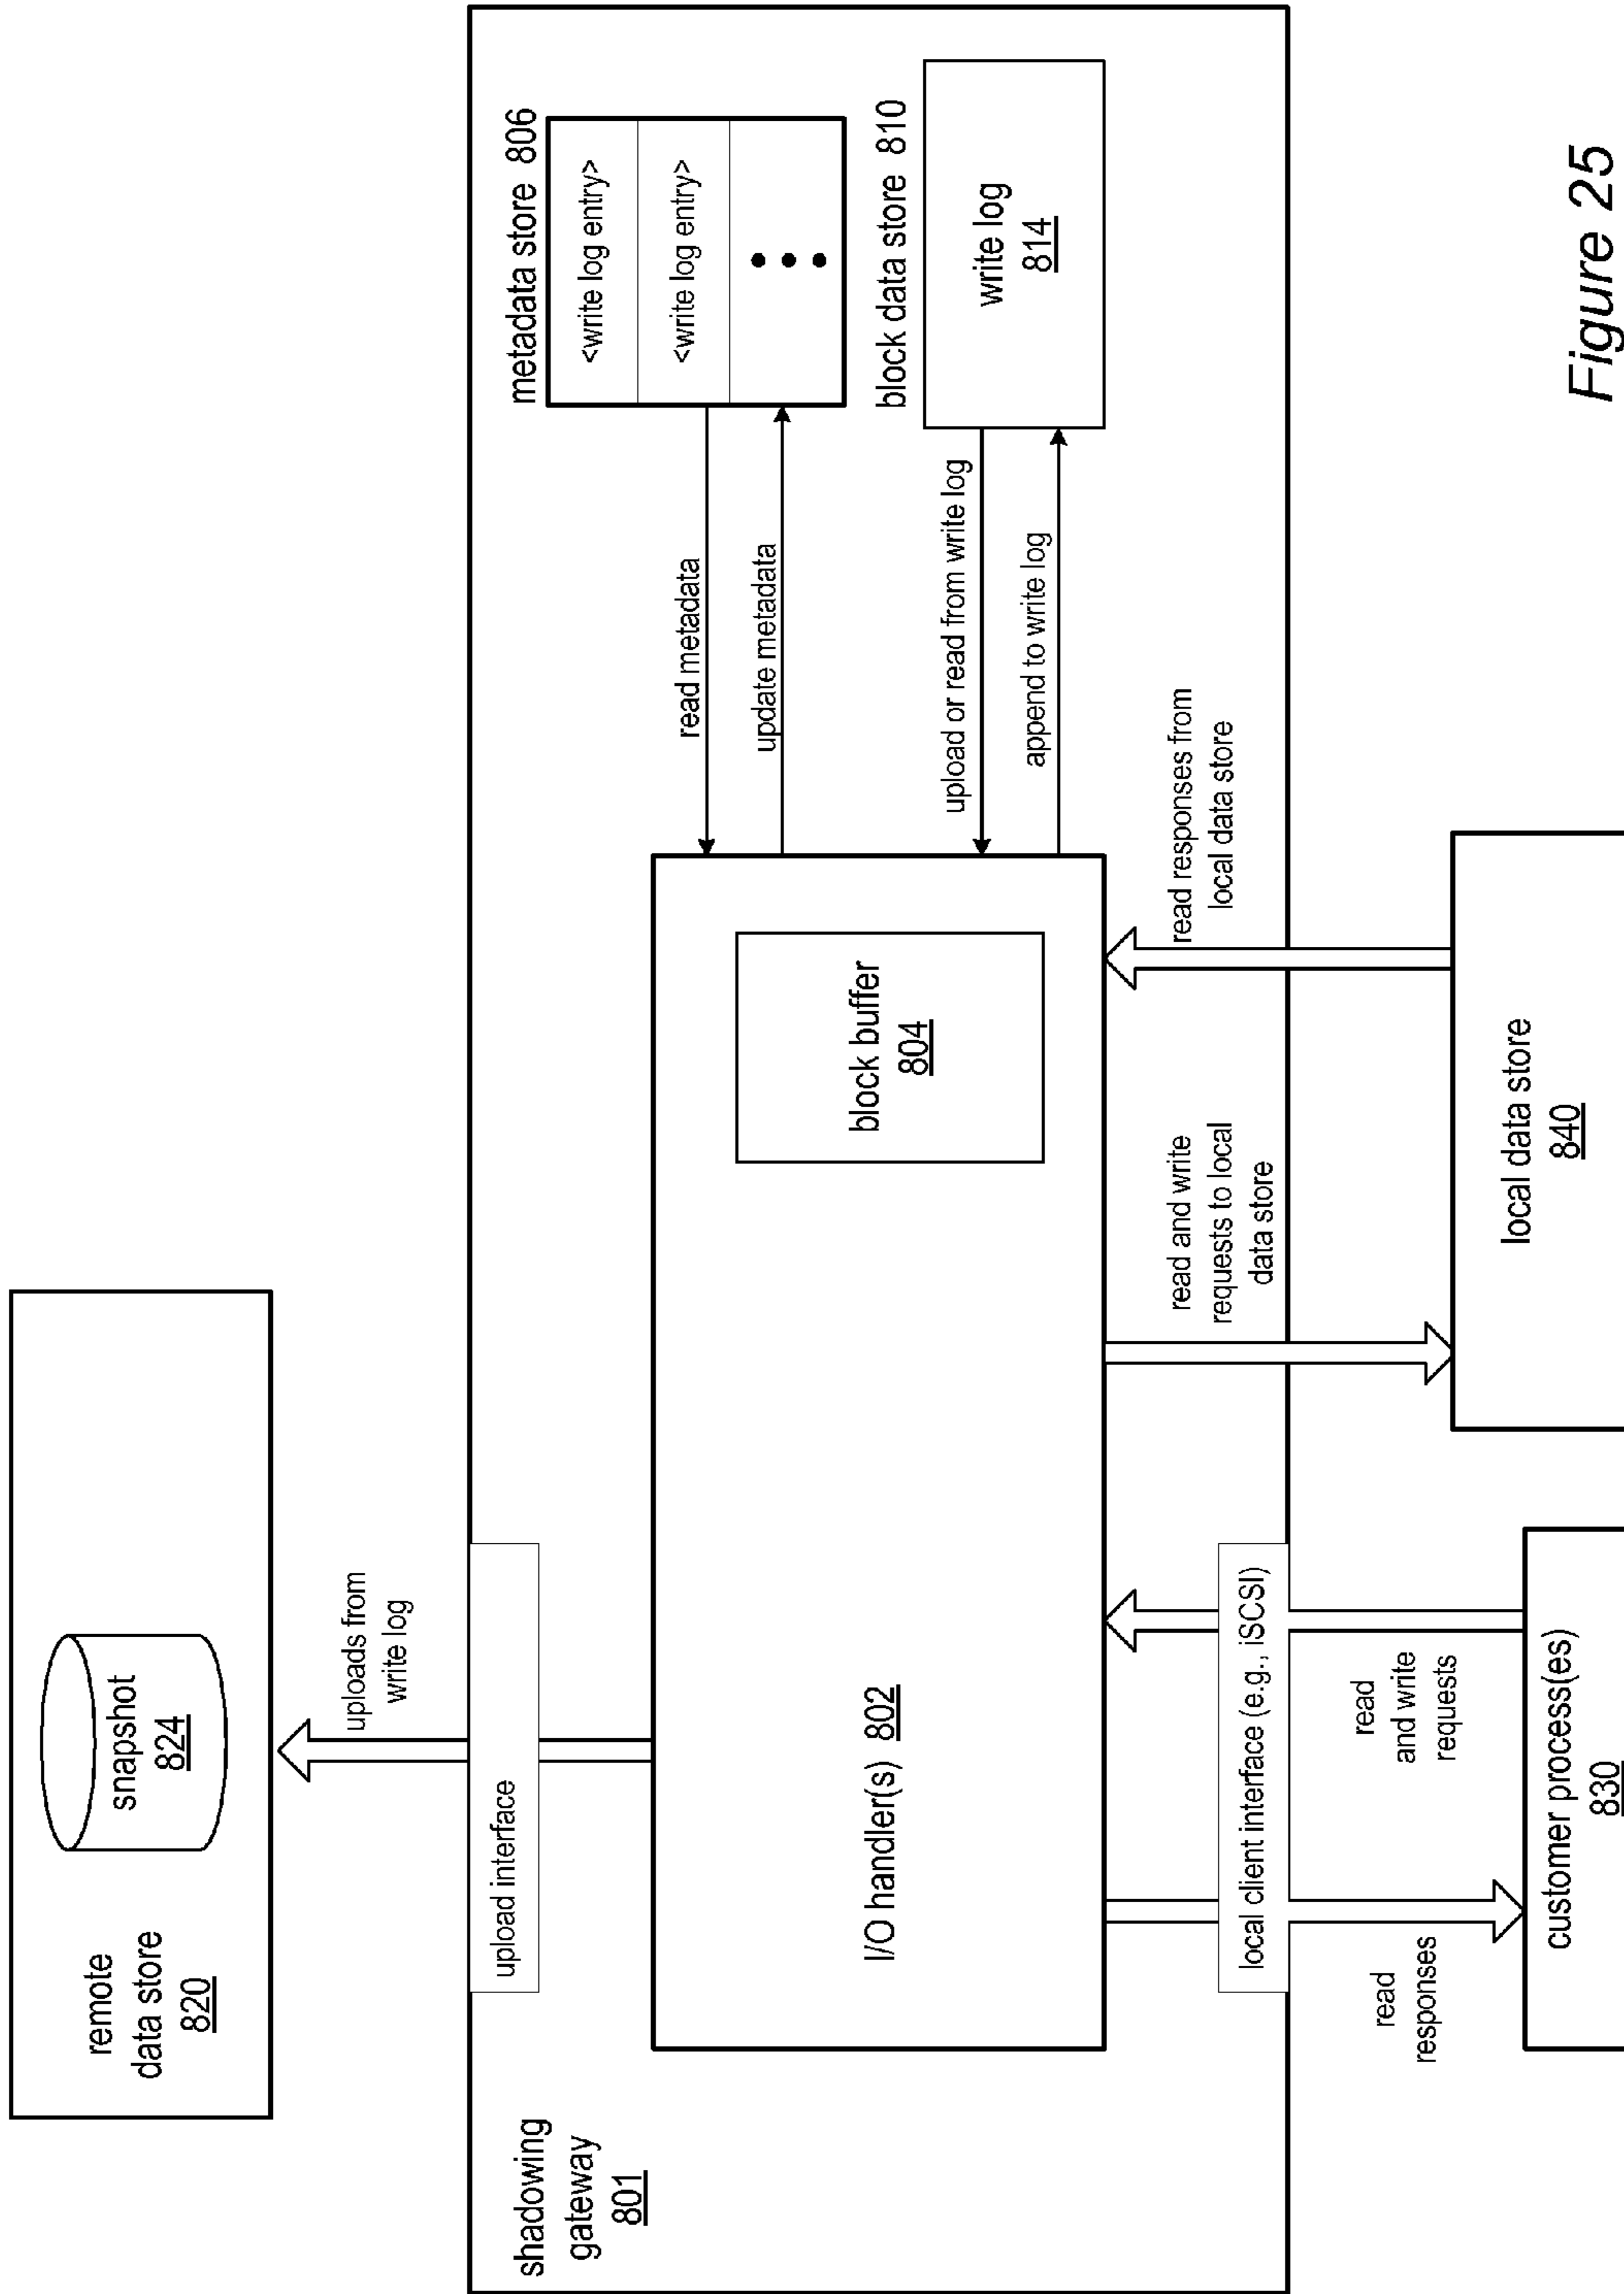 remote
data store
820
snapshot
824
uploads from
write log
shadowing
gateway
801
upload interface
I/O handler(s) 802
block buffer
804
read metadata
update metadata
metadata store 806
<write log entry>
<write log entry>
upload or read from write log
append to write log
block data store 810
write log
814
local client interface (e.g., iSCSI)
read
responses
read
and write
requests
read and write
requests to local
data store
read responses from
local data store
customer process(es)
830
local data store
840
Figure 25